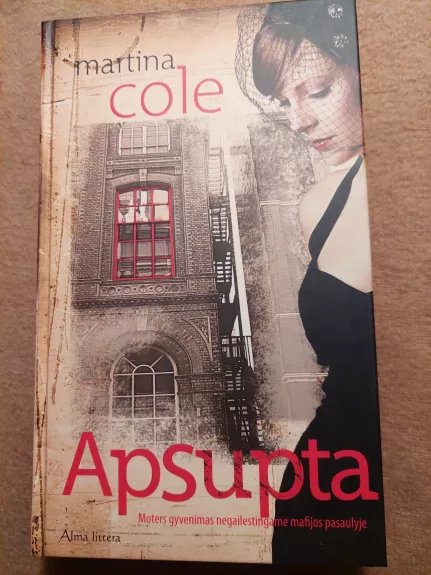 martina
cole
Apsupta
Moters gyvenimas negailestingame mafijos pasaulyje
Alma littera